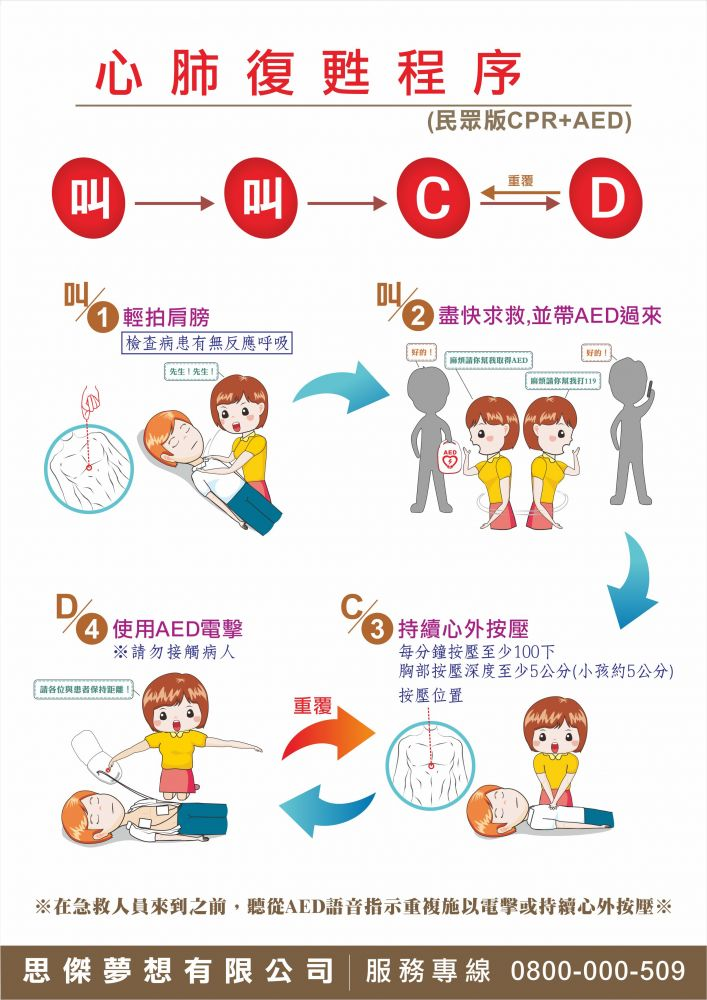 心肺復甦程序
(民眾版CPR+AED)
叫
叫
C
重覆
D
叫/1 輕拍肩膀
檢查病患有無反應呼吸
先生！先生！
叫/2 盡快求救,並帶AED過來
好的！
麻煩請你幫我取得AED
好的！
麻煩請你幫我打119
AED
D/4 使用AED電擊
※請勿接觸病人
請各位與患者保持距離！
C/3 持續心外按壓
每分鐘按壓至少100下
胸部按壓深度至少5公分(小孩約5公分)
按壓位置
重覆
※在急救人員來到之前，聽從AED語音指示重複施以電擊或持續心外按壓※
思傑夢想有限公司 | 服務專線 0800-000-509